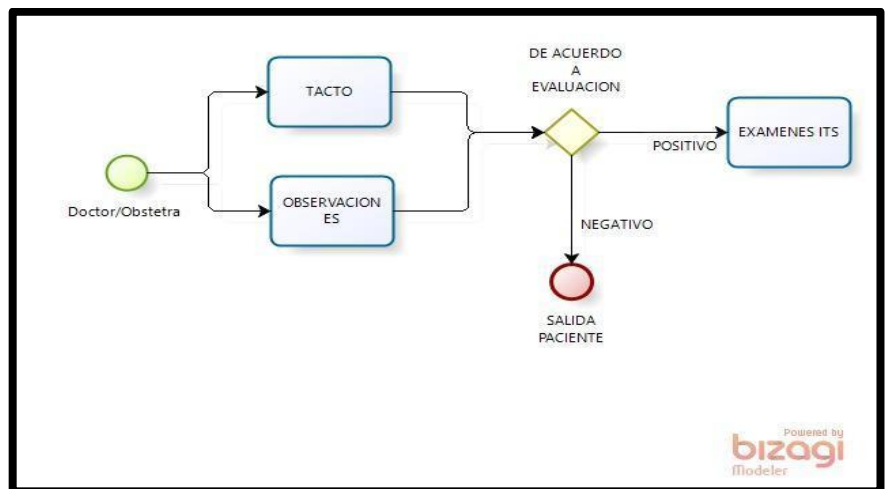 DE ACUERDO
A
EVALUACION
TACTO
EXAMENES ITS
POSITIVO
OBSERVACION
ES
Doctor/Obstetra
NEGATIVO
SALIDA
PACIENTE
Powered by
bizagi
Modeler